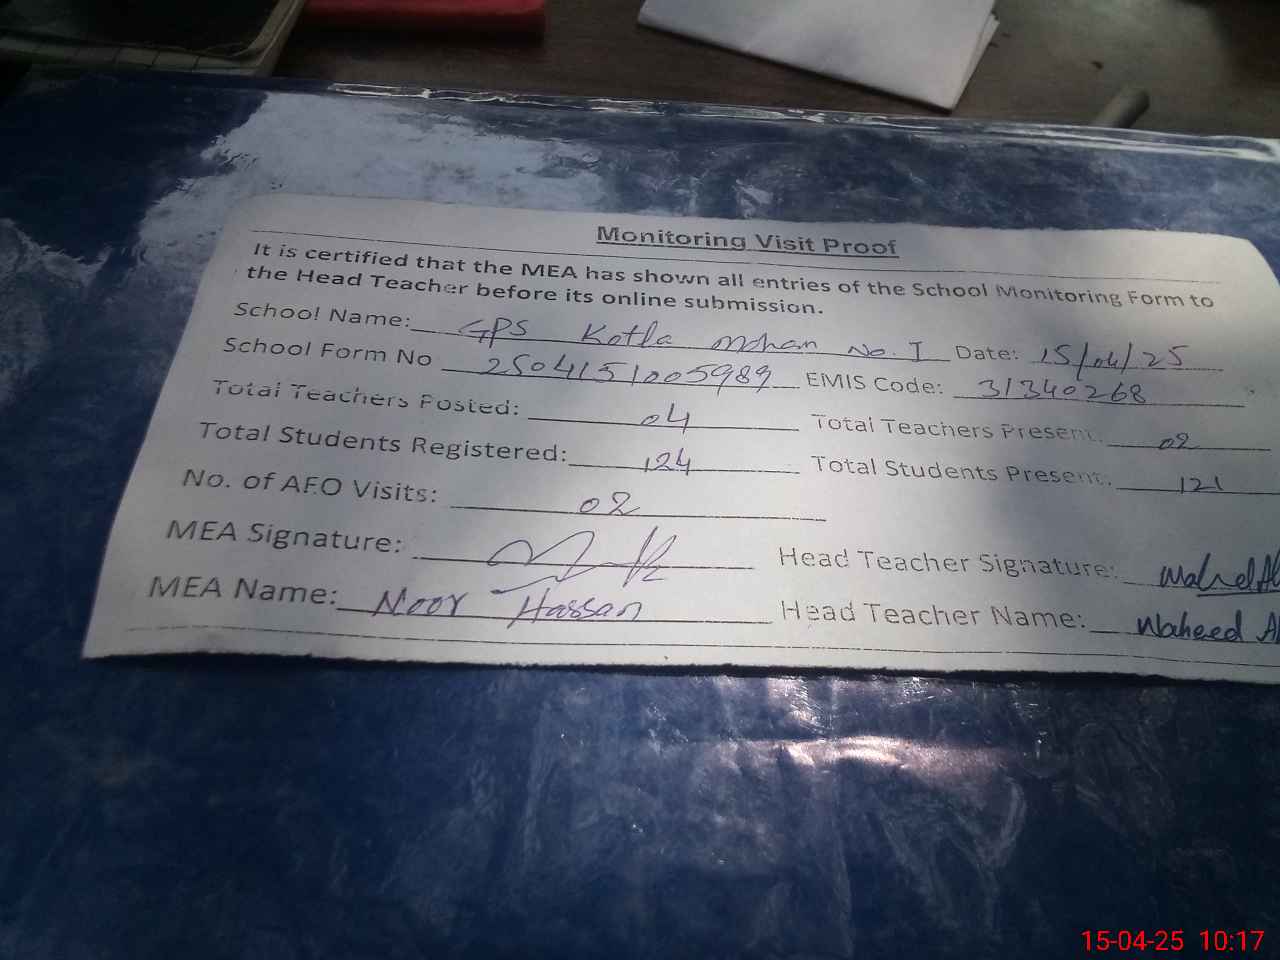 Monitoring Visit Proof
It is certified that the MEA has shown all entries of the School Monitoring Form to
the Head Teacher before its online submission.
School Name: GPS Kotla mohan No. I Date: 15/04/25
School Form No 2504151005989 EMIS Code: 31340268
Total Teachers Posted: 04 Total Teachers Present: 02
Total Students Registered: 124 Total Students Present: 121
No. of AEO Visits: 02
MEA Signature: Head Teacher Signature:
MEA Name: Noor Hassan Head Teacher Name: Waheed A
15-04-25 10:17